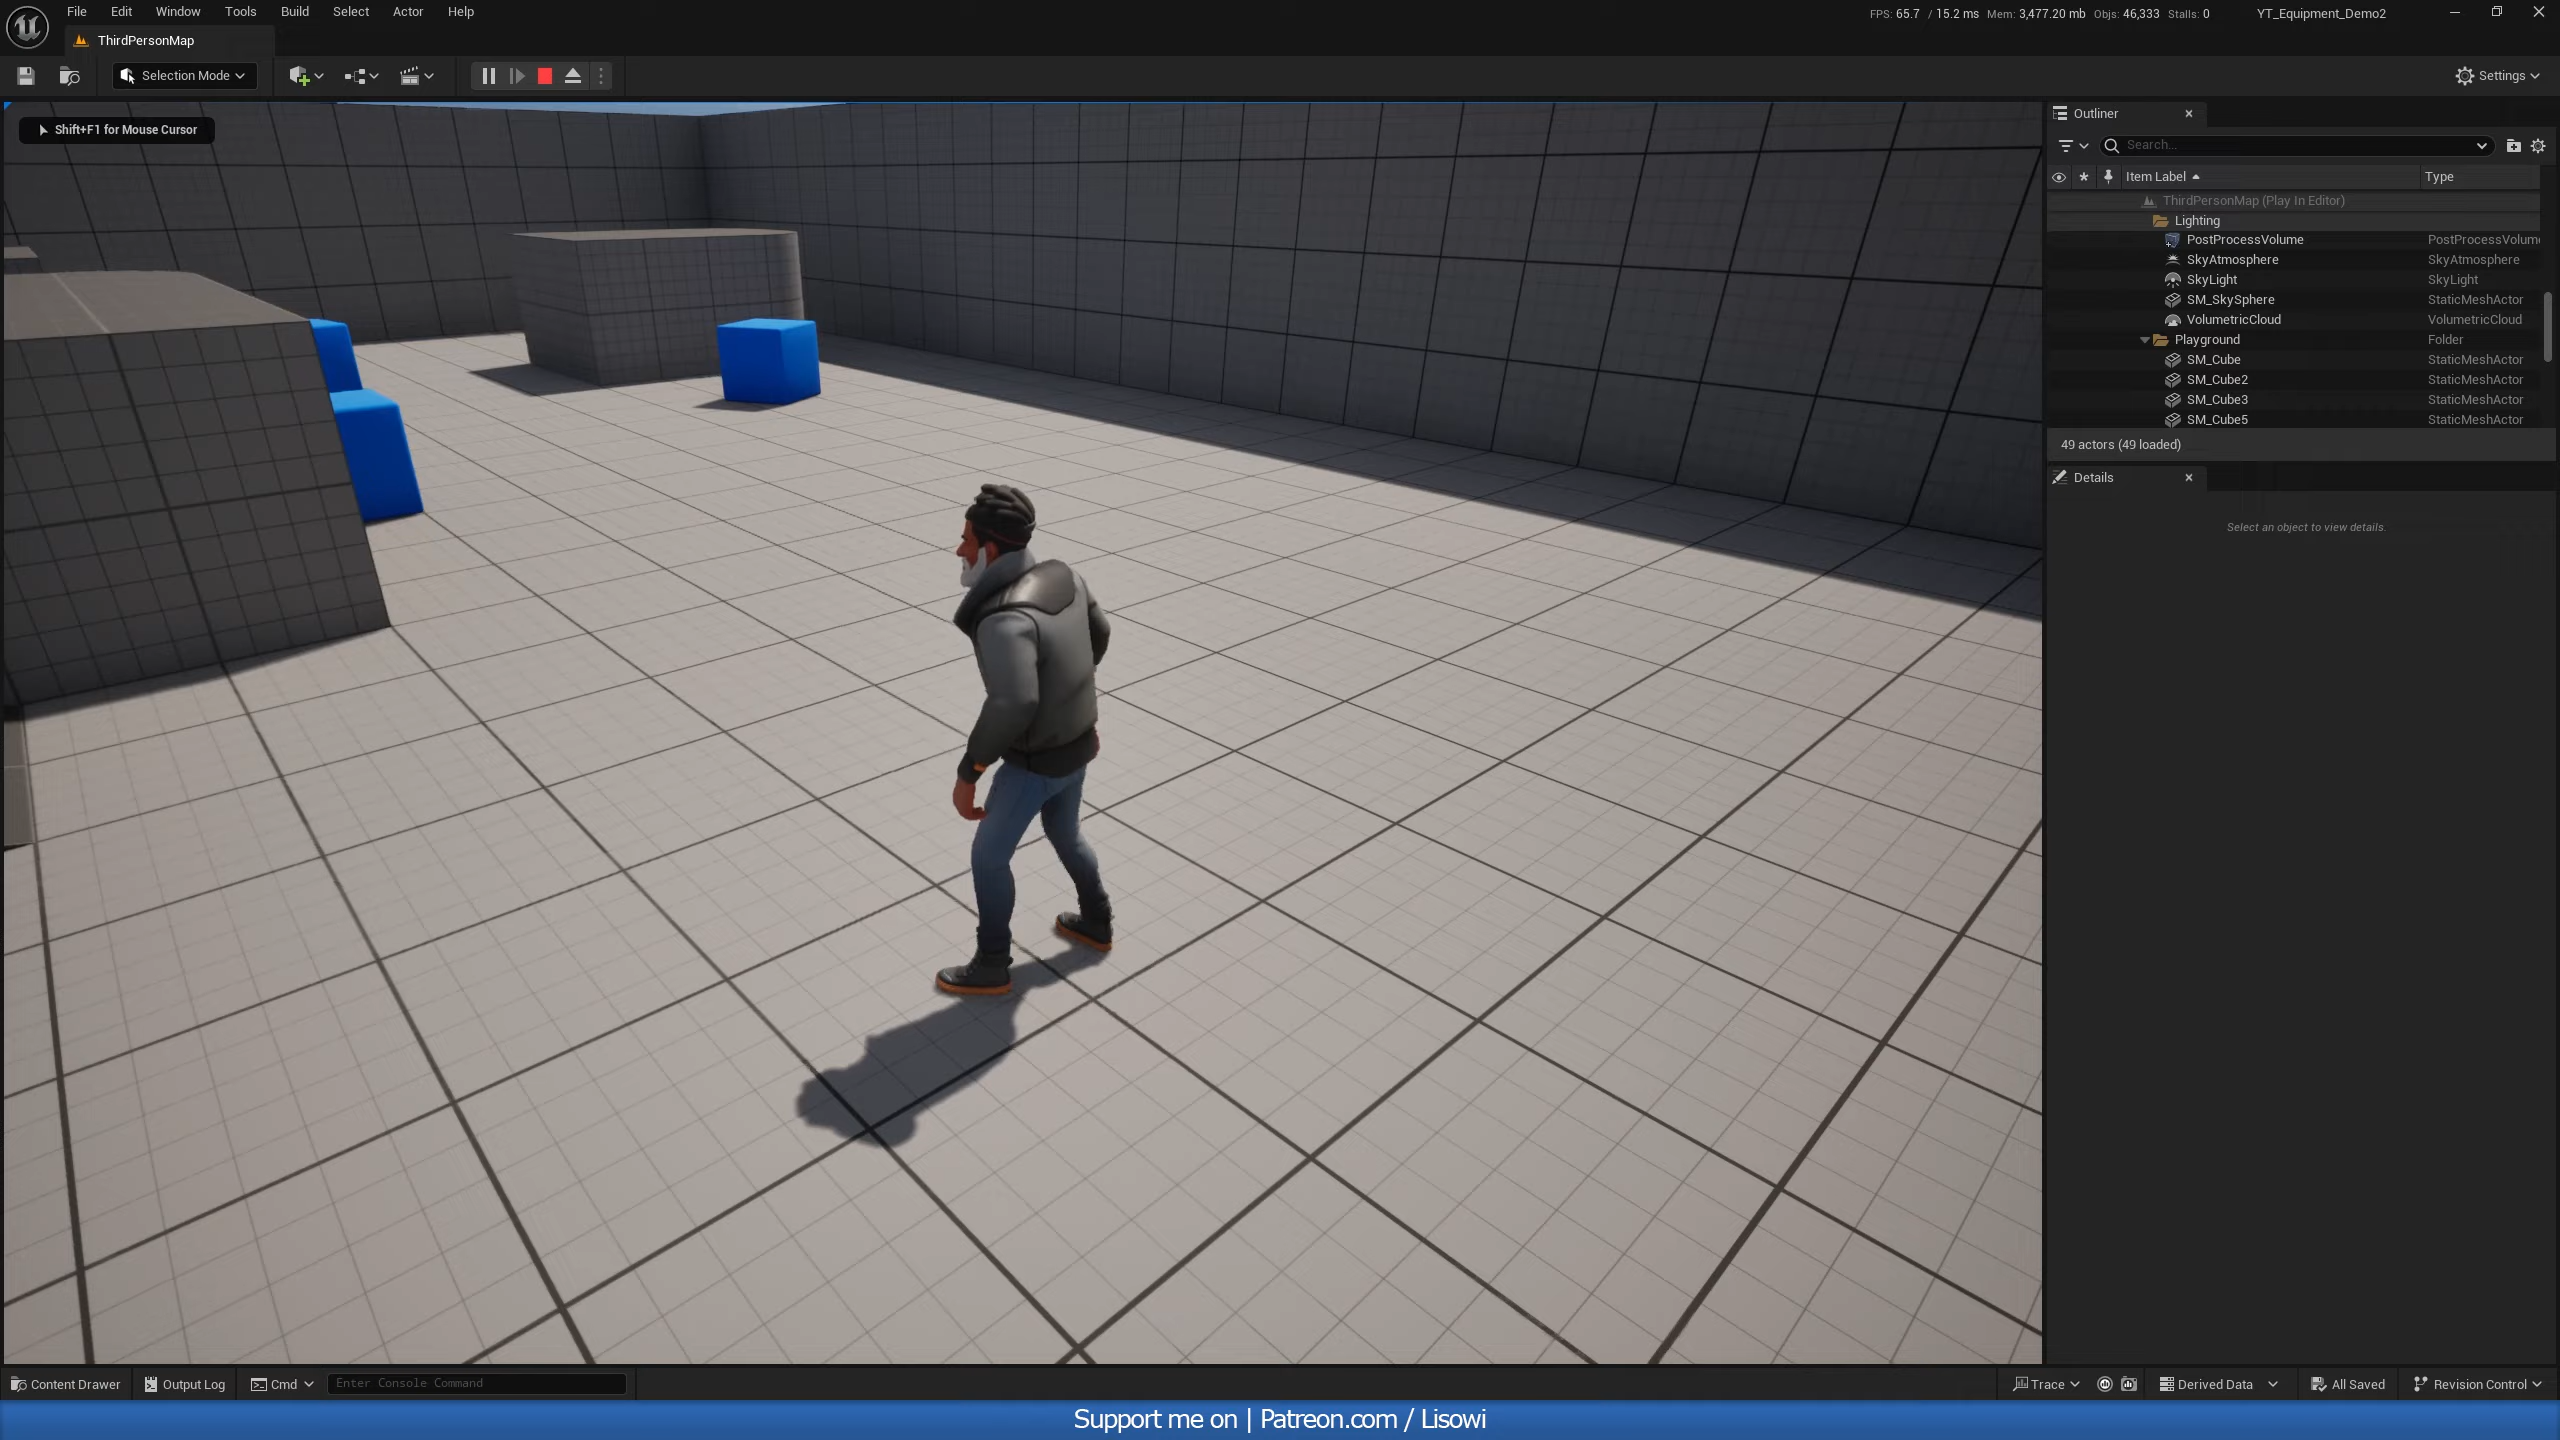 File Edit Window Tools Build Select Actor Help
FPS: 65.7 / 15.2 ms Mem: 3,477.20 mb Objs: 46,333 Stalls: 0 YT_Equipment_Demo2
ThirdPersonMap
Selection Mode
Settings
Shift+F1 for Mouse Cursor
Outliner
Search...
Item Label Type
ThirdPersonMap (Play In Editor)
Lighting
PostProcessVolume PostProcessVolume
SkyAtmosphere SkyAtmosphere
SkyLight SkyLight
SM_SkySphere StaticMeshActor
VolumetricCloud VolumetricCloud
Playground Folder
SM_Cube StaticMeshActor
SM_Cube2 StaticMeshActor
SM_Cube3 StaticMeshActor
SM_Cube5 StaticMeshActor
49 actors (49 loaded)
Details
Select an object to view details.
Content Drawer Output Log Cmd Enter Console Command Trace Derived Data All Saved Revision Control
Support me on | Patreon.com / Lisowi